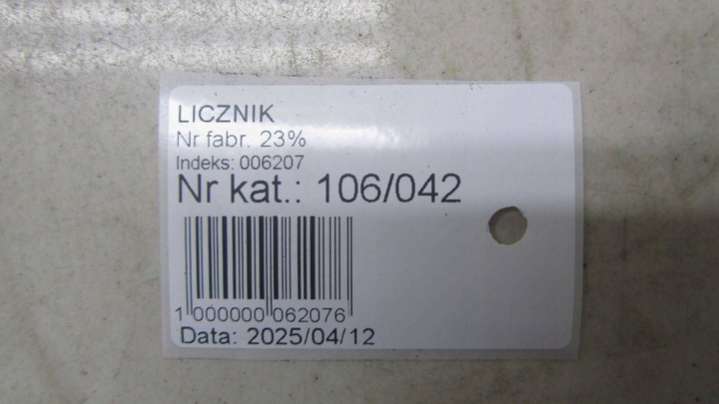 LICZNIK
Nr fabr. 23%
Indeks: 006207
Nr kat.: 106/042
1 000000 062076
Data: 2025/04/12